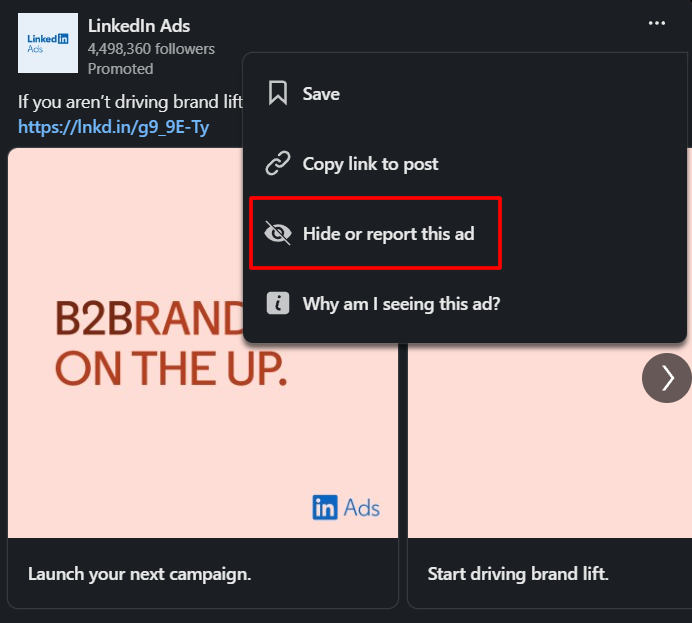 Linked in
Ads
LinkedIn Ads
4,498,360 followers
Promoted
If you aren’t driving brand lift
https://lnkd.in/g9_9E-Ty
Save
Copy link to post
Hide or report this ad
Why am I seeing this ad?
B2BRAND
ON THE UP.
in Ads
Launch your next campaign.
Start driving brand lift.